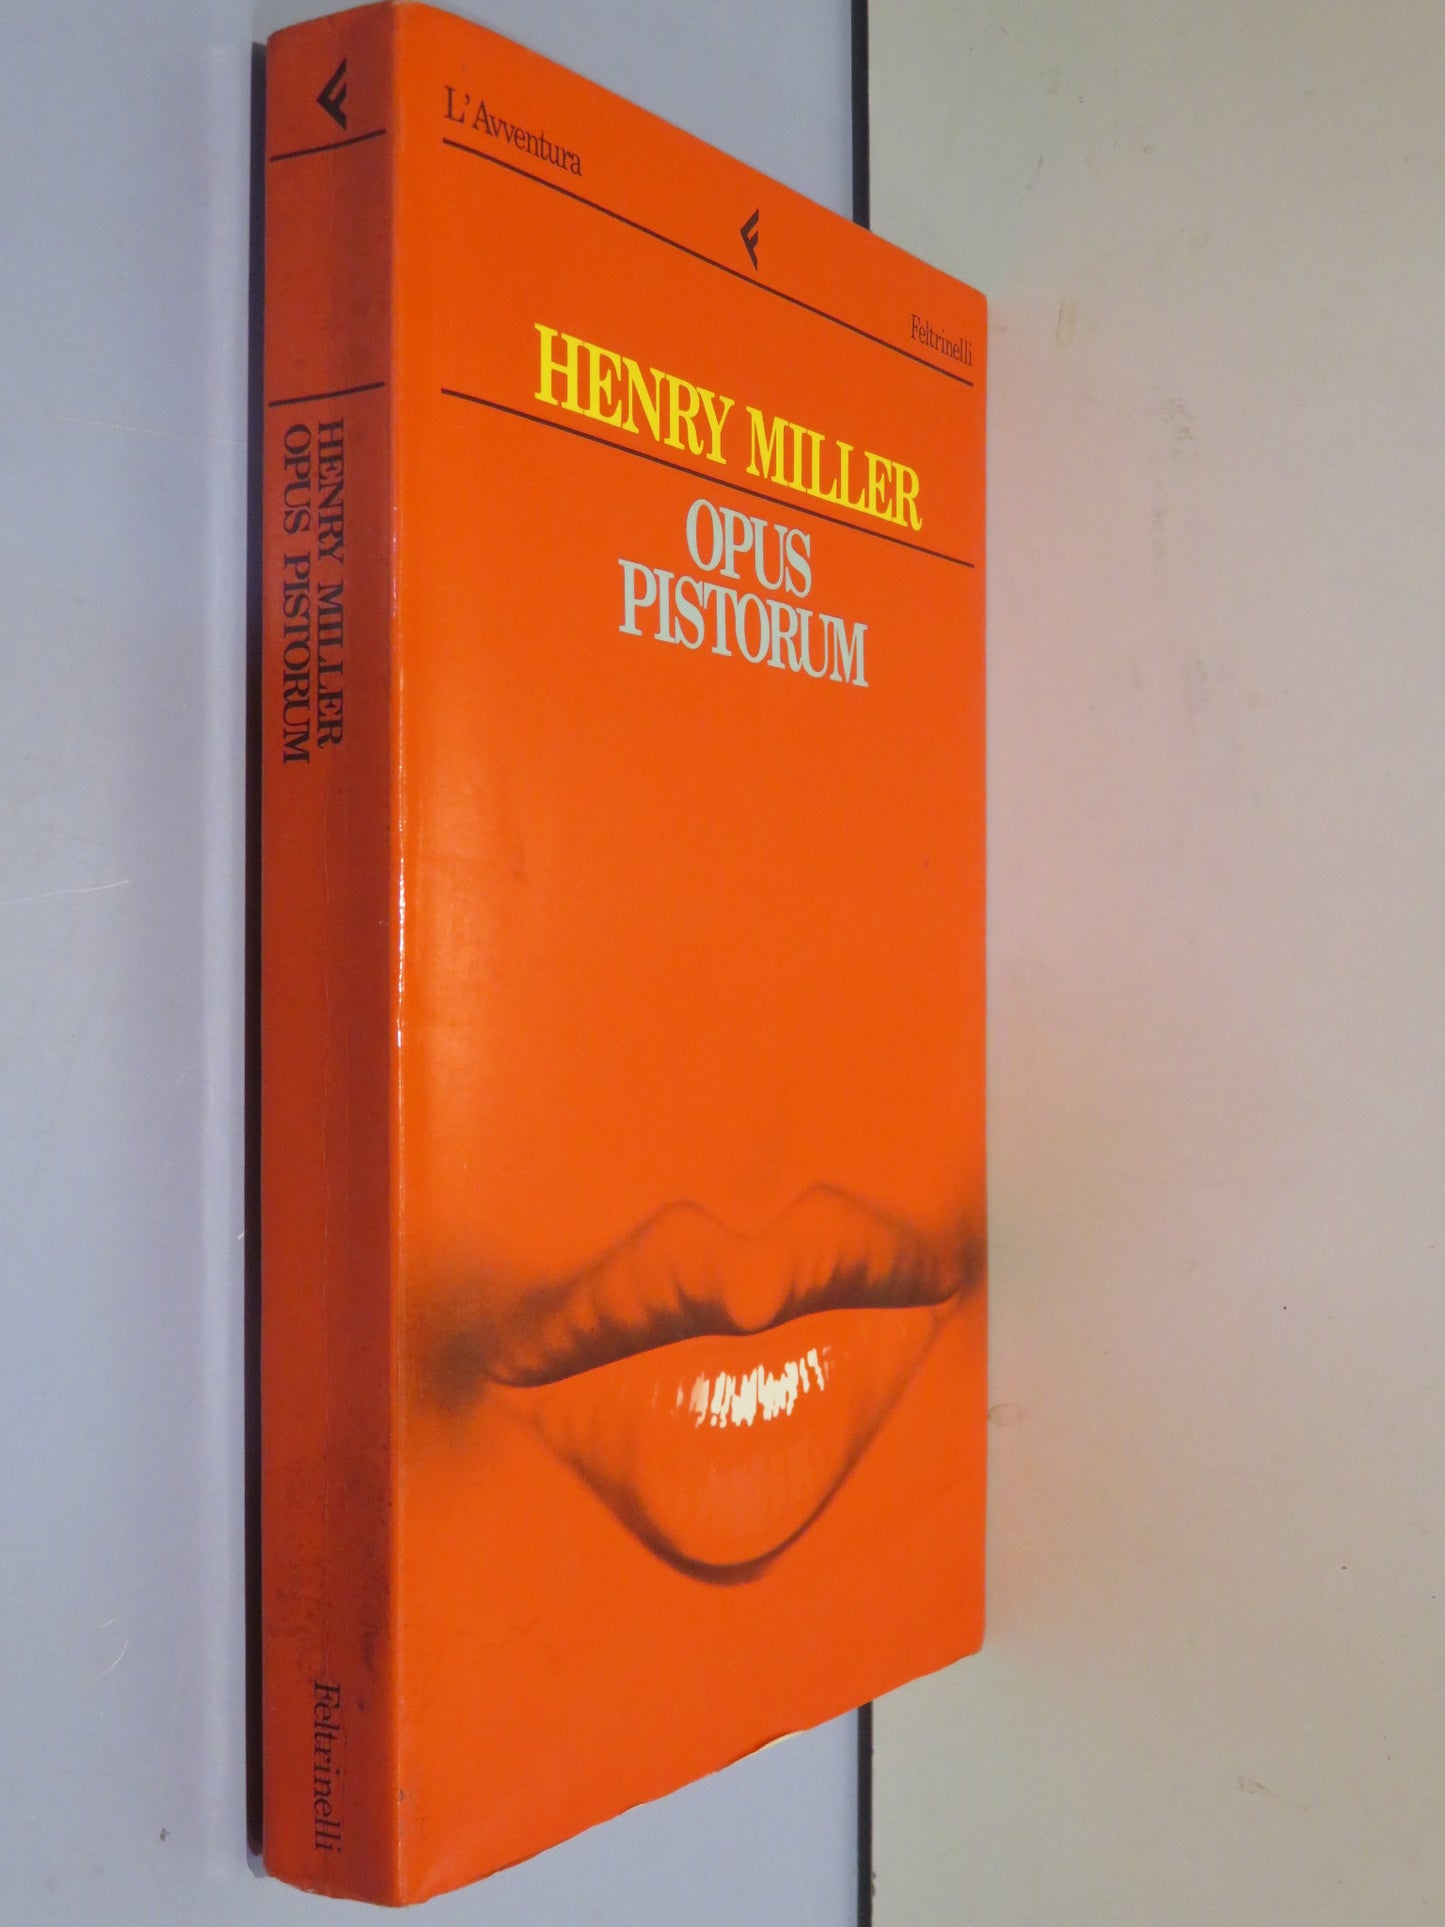 L'Avventura
Feltrinelli
HENRY MILLER
OPUS
PISTORUM
HENRY MILLER
OPUS PISTORUM
Feltrinelli